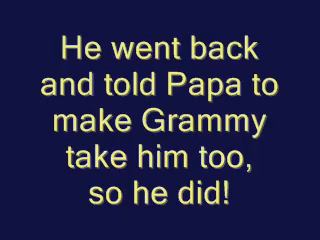 He went back
and told Papa to
make Grammy
take him too,
so he did!